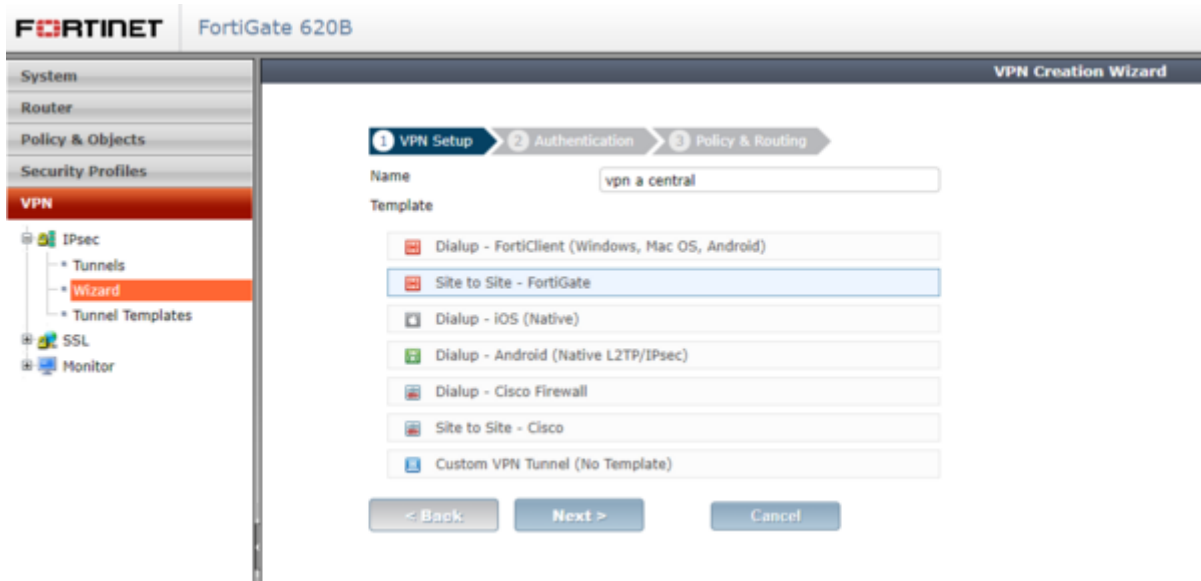 FORTINET FortiGate 620B
VPN Creation Wizard
System
Router
Policy & Objects
Security Profiles
VPN
IPsec
Tunnels
Wizard
Tunnel Templates
SSL
Monitor
1 VPN Setup 2 Authentication 3 Policy & Routing
Name vpn a central
Template
Dialup - FortiClient (Windows, Mac OS, Android)
Site to Site - FortiGate
Dialup - iOS (Native)
Dialup - Android (Native L2TP/IPsec)
Dialup - Cisco Firewall
Site to Site - Cisco
Custom VPN Tunnel (No Template)
< Back Next > Cancel